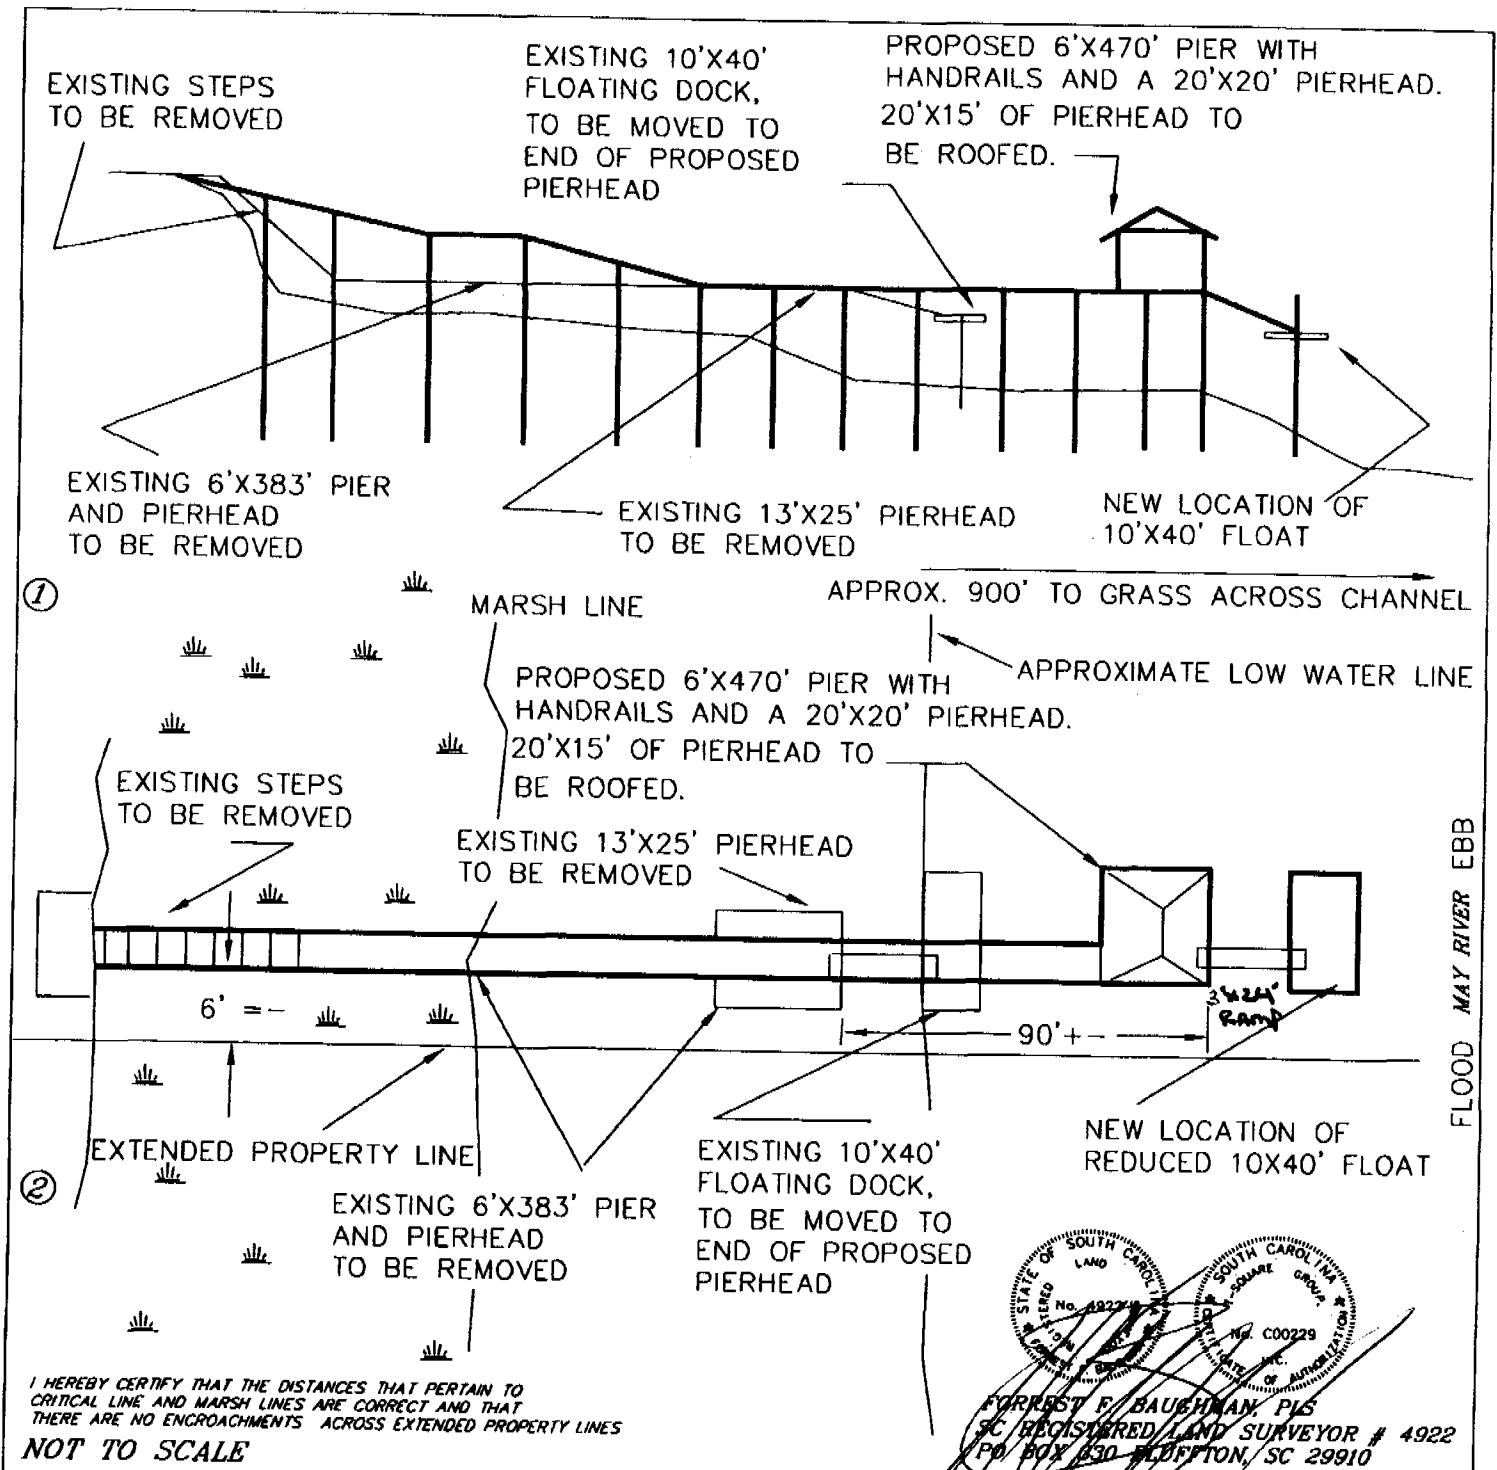 EXISTING STEPS
TO BE REMOVED
EXISTING 10'X40'
FLOATING DOCK,
TO BE MOVED TO
END OF PROPOSED
PIERHEAD
PROPOSED 6'X470' PIER WITH
HANDRAILS AND A 20'X20' PIERHEAD.
20'X15' OF PIERHEAD TO
BE ROOFED.
EXISTING 6'X383' PIER
AND PIERHEAD
TO BE REMOVED
EXISTING 13'X25' PIERHEAD
TO BE REMOVED
NEW LOCATION OF
10'X40' FLOAT
1
MARSH LINE
APPROX. 900' TO GRASS ACROSS CHANNEL
APPROXIMATE LOW WATER LINE
PROPOSED 6'X470' PIER WITH
HANDRAILS AND A 20'X20' PIERHEAD.
20'X15' OF PIERHEAD TO
BE ROOFED.
EXISTING STEPS
TO BE REMOVED
EXISTING 13'X25' PIERHEAD
TO BE REMOVED
FLOOD MAY RIVER EBB
6' =-
3'x24'
RAMP
90'+-
EXTENDED PROPERTY LINE
2
EXISTING 6'X383' PIER
AND PIERHEAD
TO BE REMOVED
EXISTING 10'X40'
FLOATING DOCK,
TO BE MOVED TO
END OF PROPOSED
PIERHEAD
NEW LOCATION OF
REDUCED 10X40' FLOAT
STATE OF SOUTH CAROLINA
REGISTERED LAND
No. 4922
SOUTH CAROLINA
-SQUARE GROUP,
INC.
No. C00229
CERTIFICATE OF AUTHORIZATION
I HEREBY CERTIFY THAT THE DISTANCES THAT PERTAIN TO
CRITICAL LINE AND MARSH LINES ARE CORRECT AND THAT
THERE ARE NO ENCROACHMENTS ACROSS EXTENDED PROPERTY LINES
NOT TO SCALE
FORREST F. BAUGHMAN, PLS
SC REGISTERED LAND SURVEYOR # 4922
PO BOX 330 BLUFFTON, SC 29910